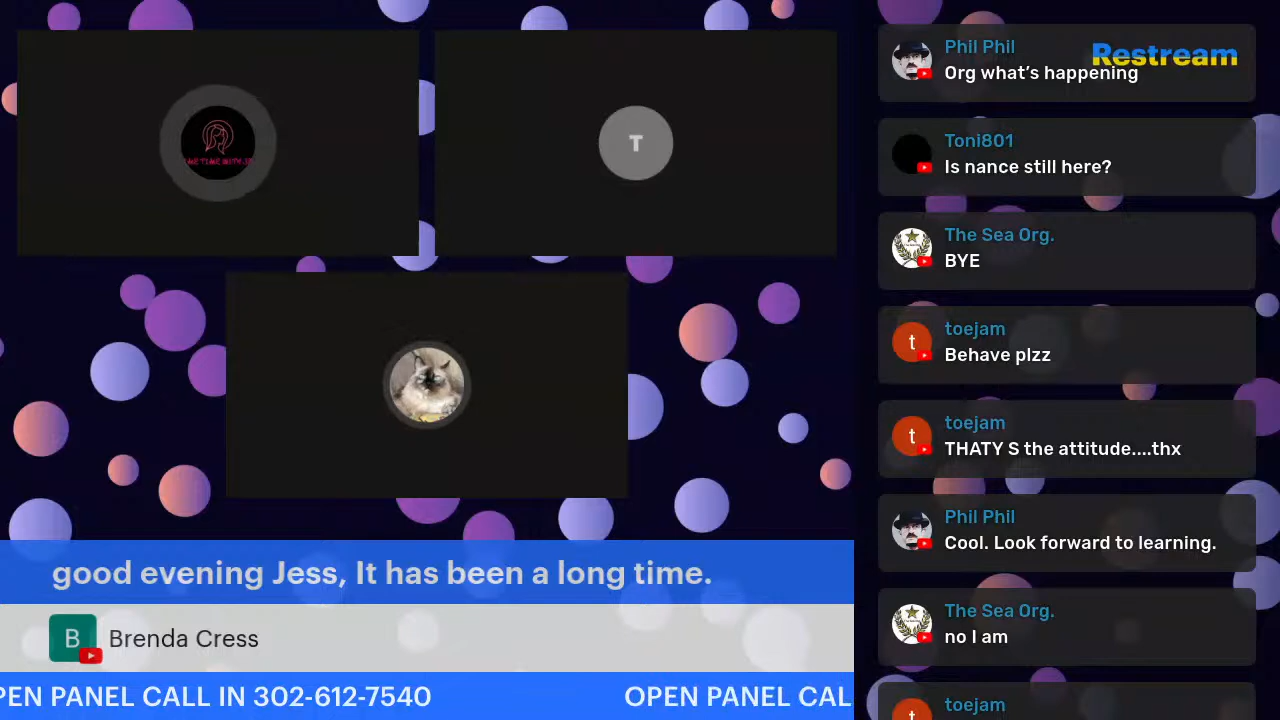 T
good evening Jess, It has been a long time.
B
Brenda Cress
PEN PANEL CALL IN 302-612-7540 OPEN PANEL CAL
Restream
Phil Phil
Org what’s happening
Toni801
Is nance still here?
The Sea Org.
BYE
t
toejam
Behave plzz
t
toejam
THATY S the attitude....thx
Phil Phil
Cool. Look forward to learning.
The Sea Org.
no I am
t
toejam